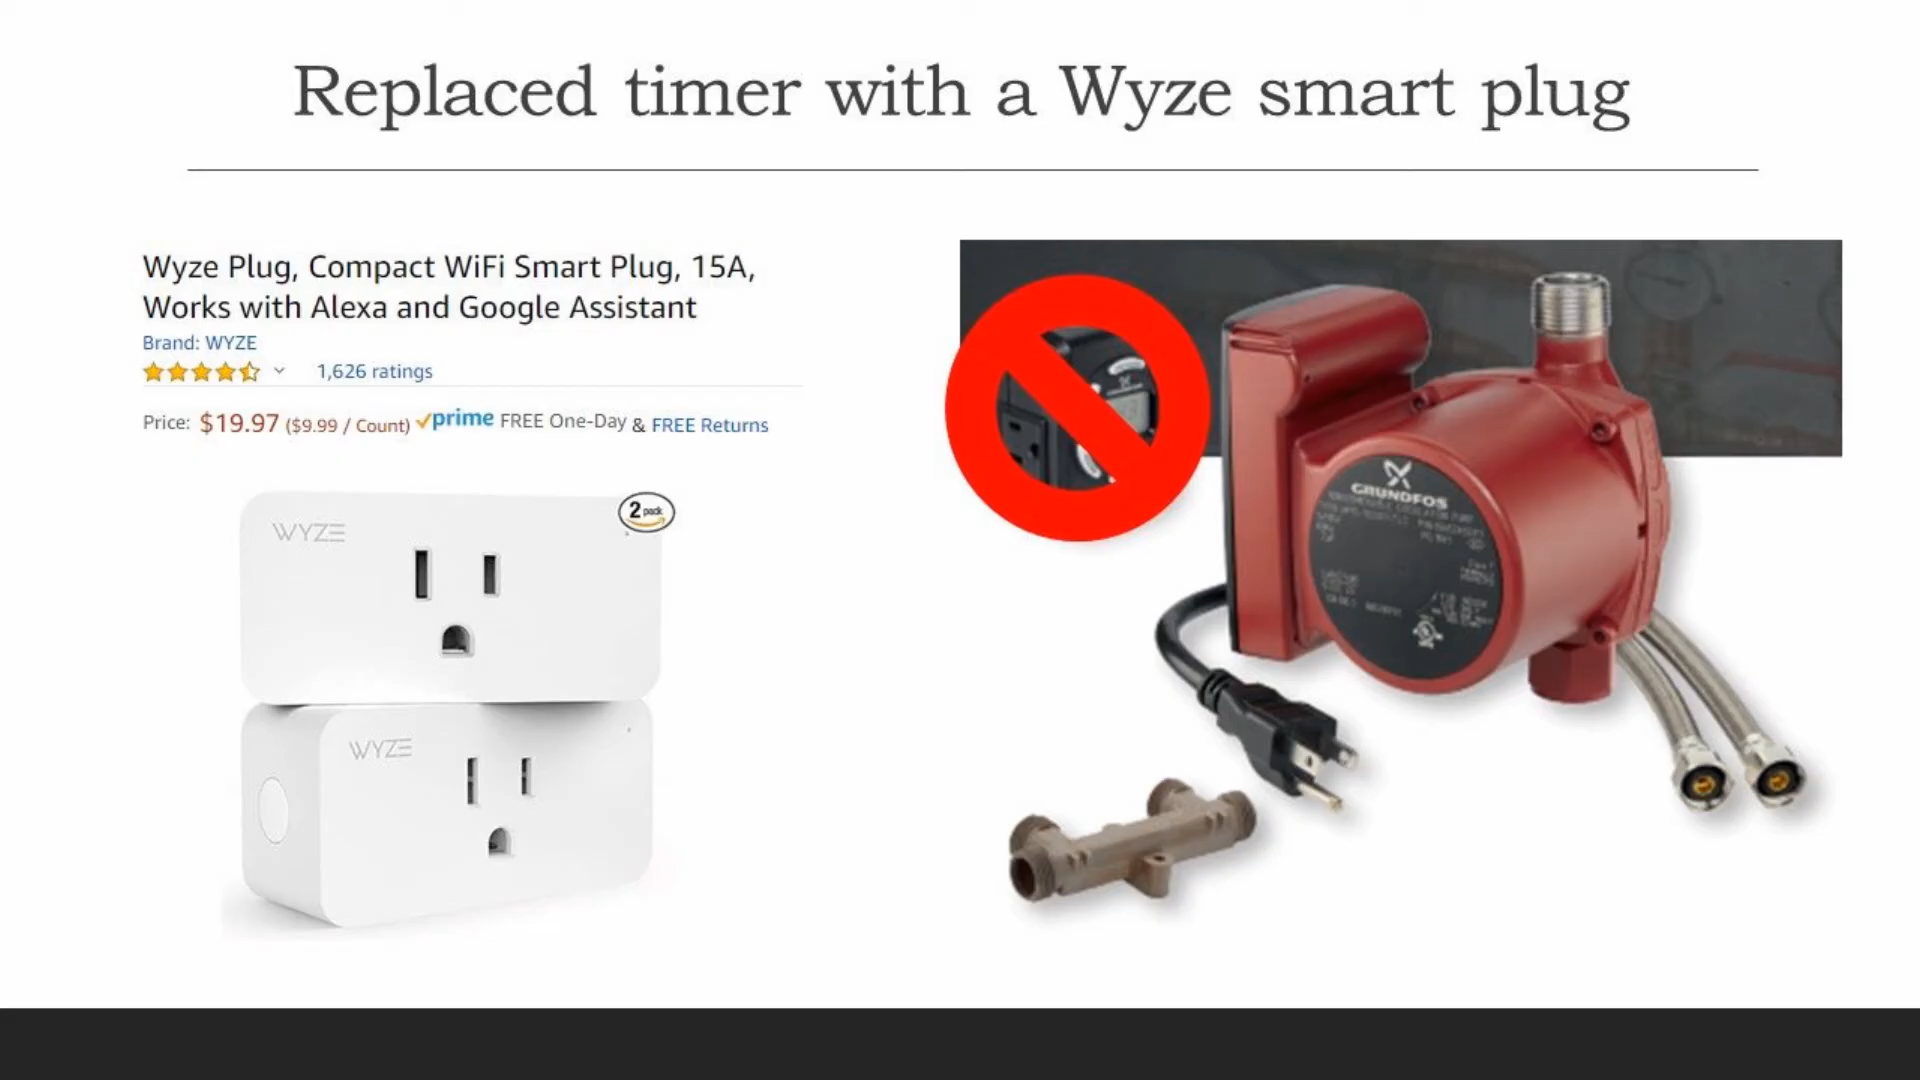 Replaced timer with a Wyze smart plug
Wyze Plug, Compact WiFi Smart Plug, 15A,
Works with Alexa and Google Assistant
Brand: WYZE
1,626 ratings
Price: $19.97 ($9.99 / Count) prime FREE One-Day & FREE Returns
2 pack
WYZE
WYZE
GRUNDFOS